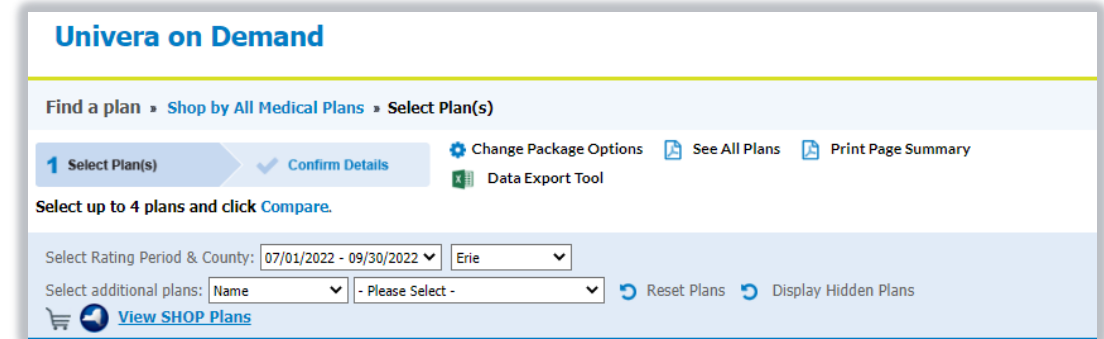 Univera on Demand
Find a plan » Shop by All Medical Plans » Select Plan(s)
1 Select Plan(s) Confirm Details Change Package Options See All Plans Print Page Summary
Data Export Tool
Select up to 4 plans and click Compare.
Select Rating Period & County: 07/01/2022 - 09/30/2022 Erie
Select additional plans: Name - Please Select - Reset Plans Display Hidden Plans
View SHOP Plans